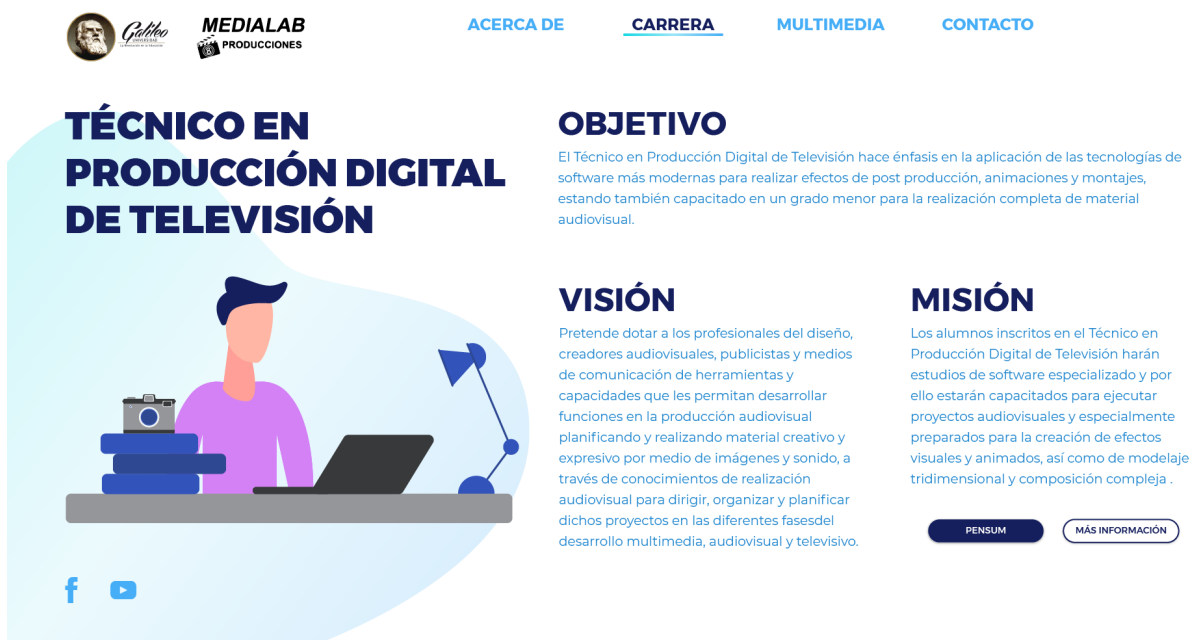 Galileo
UNIVERSIDAD
La Revolución en la Educación
MEDIALAB
PRODUCCIONES
ACERCA DE
CARRERA
MULTIMEDIA
CONTACTO
TÉCNICO EN
PRODUCCIÓN DIGITAL
DE TELEVISIÓN
OBJETIVO
El Técnico en Producción Digital de Televisión hace énfasis en la aplicación de las tecnologías de
software más modernas para realizar efectos de post producción, animaciones y montajes,
estando también capacitado en un grado menor para la realización completa de material
audiovisual.
VISIÓN
Pretende dotar a los profesionales del diseño,
creadores audiovisuales, publicistas y medios
de comunicación de herramientas y
capacidades que les permitan desarrollar
funciones en la producción audiovisual
planificando y realizando material creativo y
expresivo por medio de imágenes y sonido, a
través de conocimientos de realización
audiovisual para dirigir, organizar y planificar
dichos proyectos en las diferentes fasesdel
desarrollo multimedia, audiovisual y televisivo.
MISIÓN
Los alumnos inscritos en el Técnico en
Producción Digital de Televisión harán
estudios de software especializado y por
ello estarán capacitados para ejecutar
proyectos audiovisuales y especialmente
preparados para la creación de efectos
visuales y animados, así como de modelaje
tridimensional y composición compleja .
PENSUM
MÁS INFORMACIÓN